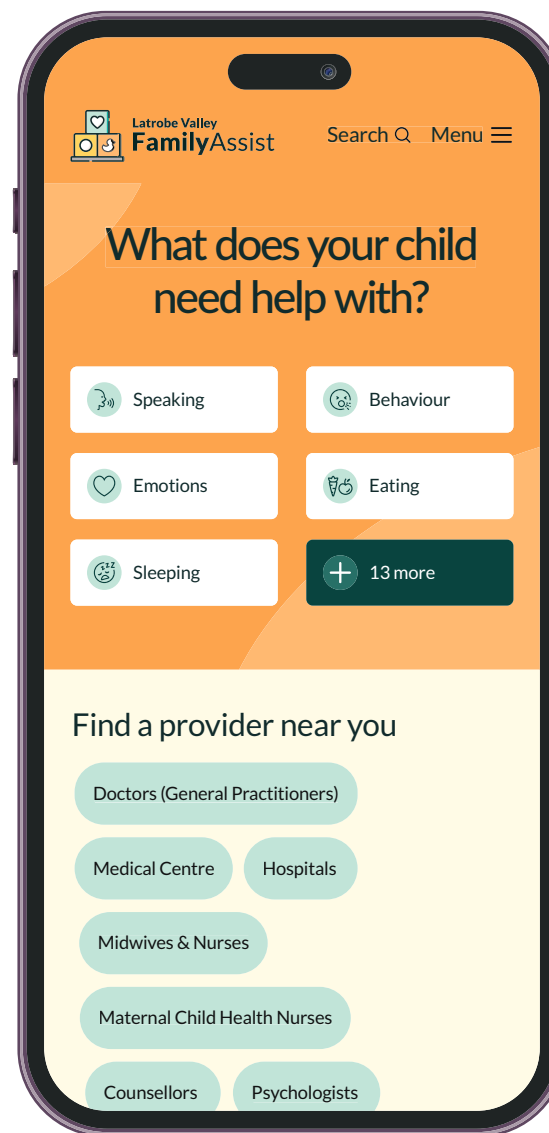 Latrobe Valley
FamilyAssist
Search
Menu
What does your child
need help with?
Speaking
Behaviour
Emotions
Eating
Sleeping
13 more
Find a provider near you
Doctors (General Practitioners)
Medical Centre
Hospitals
Midwives & Nurses
Maternal Child Health Nurses
Counsellors
Psychologists